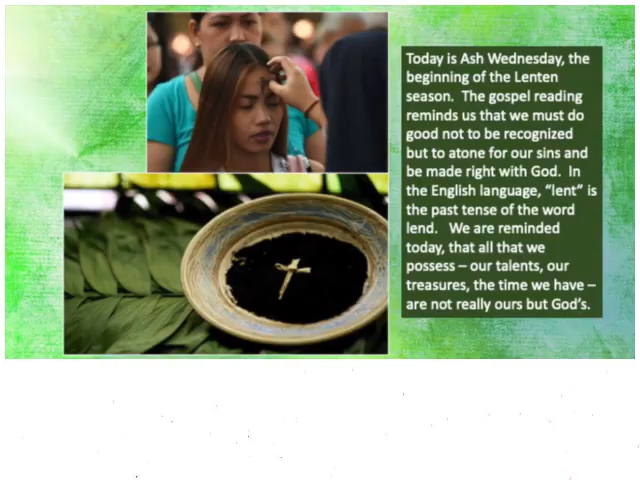 Today is Ash Wednesday, the
beginning of the Lenten
season.  The gospel reading
reminds us that we must do
good not to be recognized
but to atone for our sins and
be made right with God.  In
the English language, “lent” is
the past tense of the word
lend.   We are reminded
today, that all that we
possess – our talents, our
treasures, the time we have –
are not really ours but God’s.